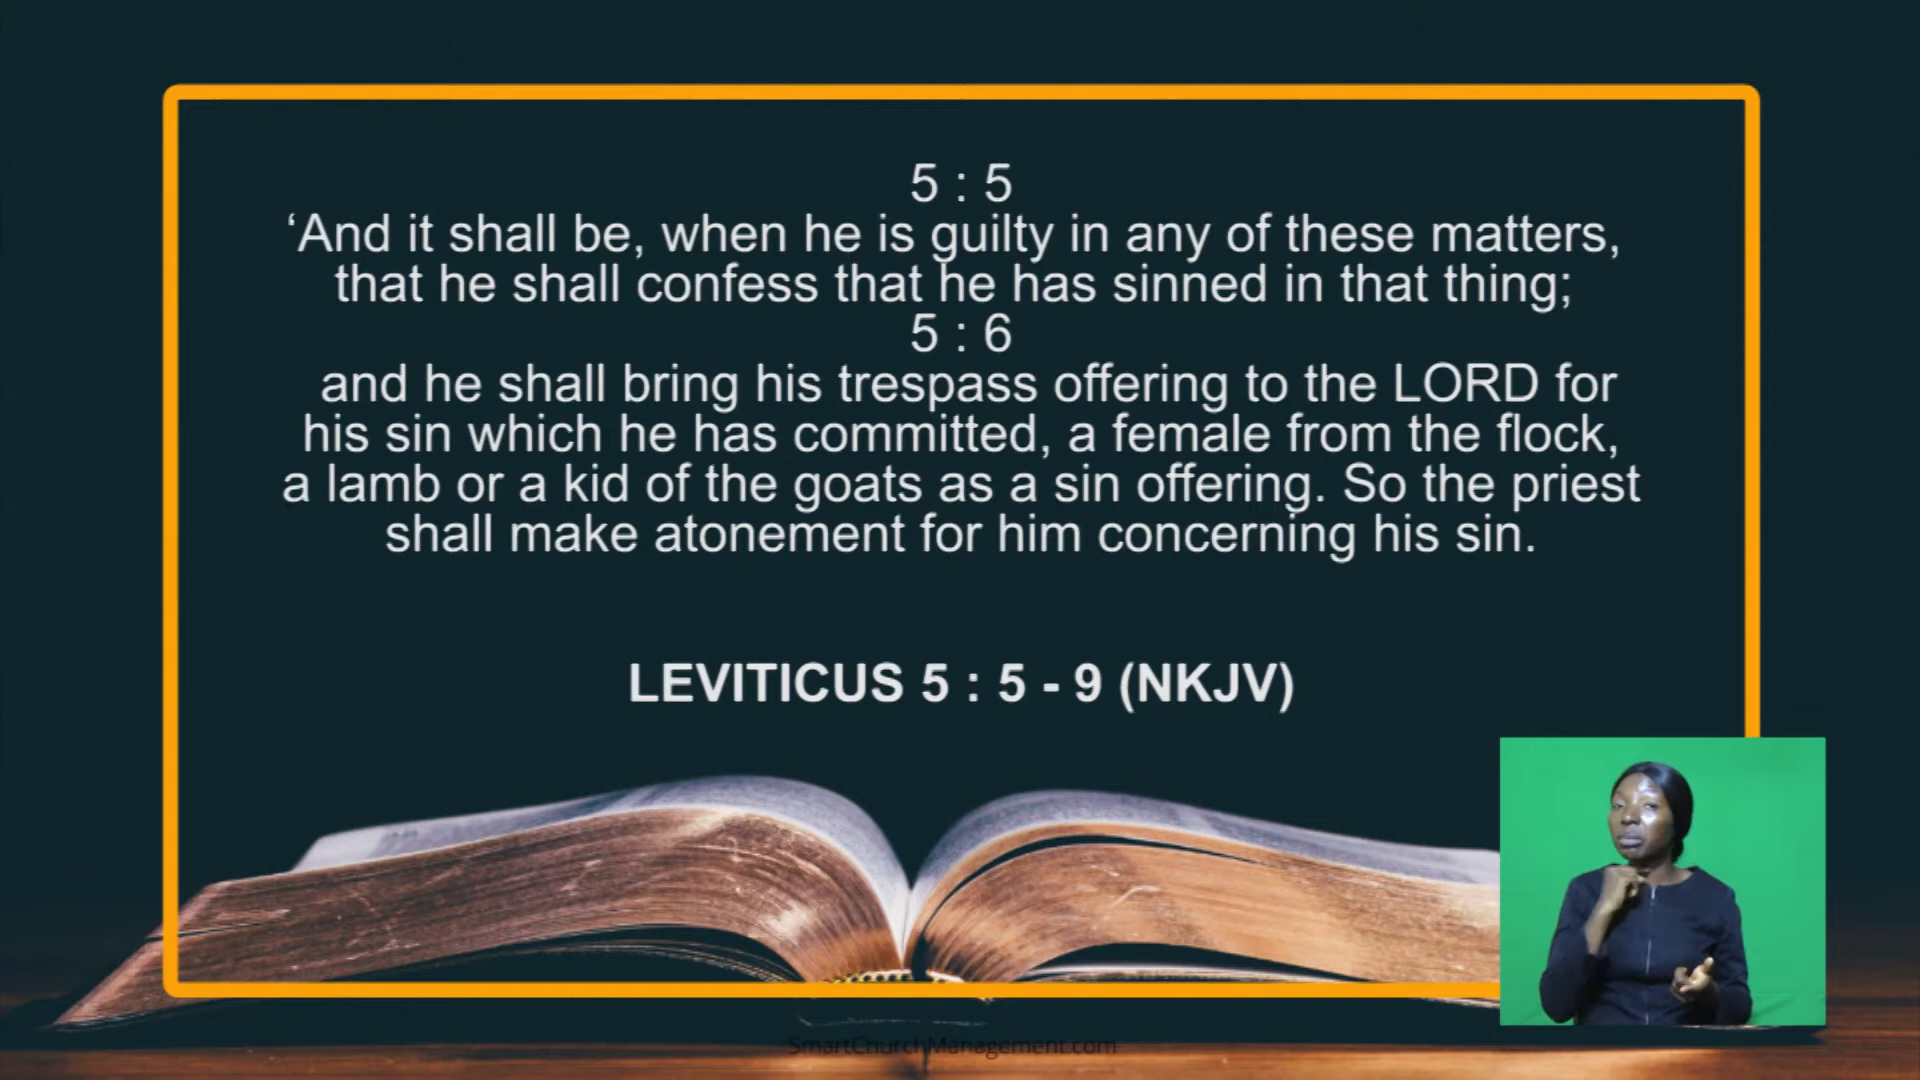 5 : 5
‘And it shall be, when he is guilty in any of these matters,
that he shall confess that he has sinned in that thing;
5 : 6
and he shall bring his trespass offering to the LORD for
his sin which he has committed, a female from the flock,
a lamb or a kid of the goats as a sin offering. So the priest
shall make atonement for him concerning his sin.
LEVITICUS 5 : 5 - 9 (NKJV)
SmartChurchManagement.com